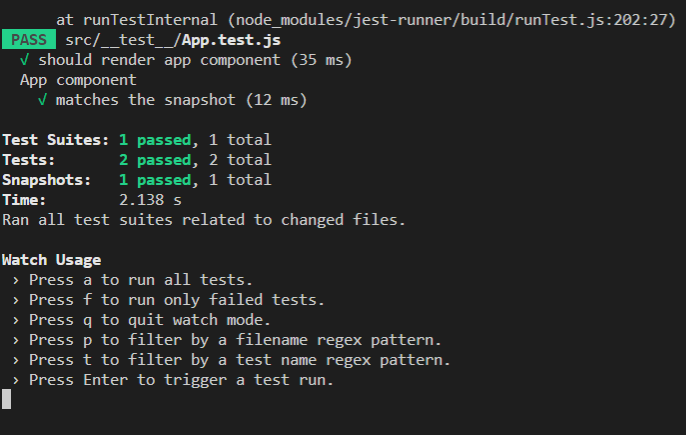 at runTestInternal (node_modules/jest-runner/build/runTest.js:202:27)
PASS src/__test__/App.test.js
√ should render app component (35 ms)
App component
√ matches the snapshot (12 ms)
Test Suites: 1 passed, 1 total
Tests: 2 passed, 2 total
Snapshots: 1 passed, 1 total
Time: 2.138 s
Ran all test suites related to changed files.
Watch Usage
› Press a to run all tests.
› Press f to run only failed tests.
› Press q to quit watch mode.
› Press p to filter by a filename regex pattern.
› Press t to filter by a test name regex pattern.
› Press Enter to trigger a test run.